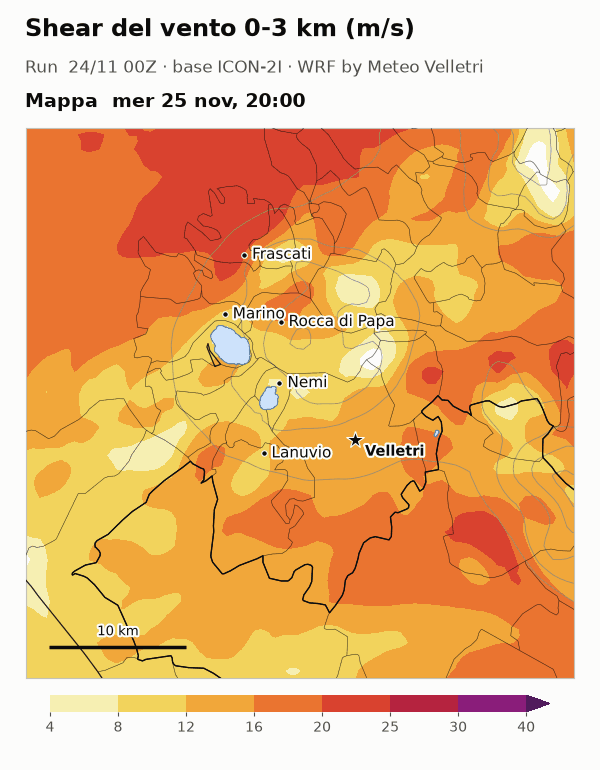 Shear del vento 0-3 km (m/s)
Run  24/11 00Z · base ICON-2I · WRF by Meteo Velletri
Mappa  mer 25 nov, 20:00
Frascati
Marino
Rocca di Papa
Nemi
Velletri
Lanuvio
10 km
4 8 12 16 20 25 30 40